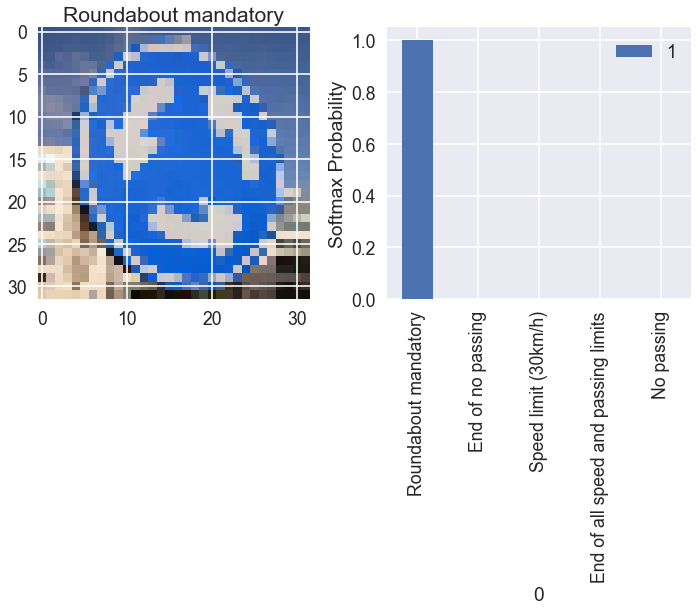 Roundabout mandatory
0
5
10
15
20
25
30
0
10
20
30
Softmax Probability
1.0
0.8
0.6
0.4
0.2
0.0
1
Roundabout mandatory
End of no passing
Speed limit (30km/h)
End of all speed and passing limits
No passing
0